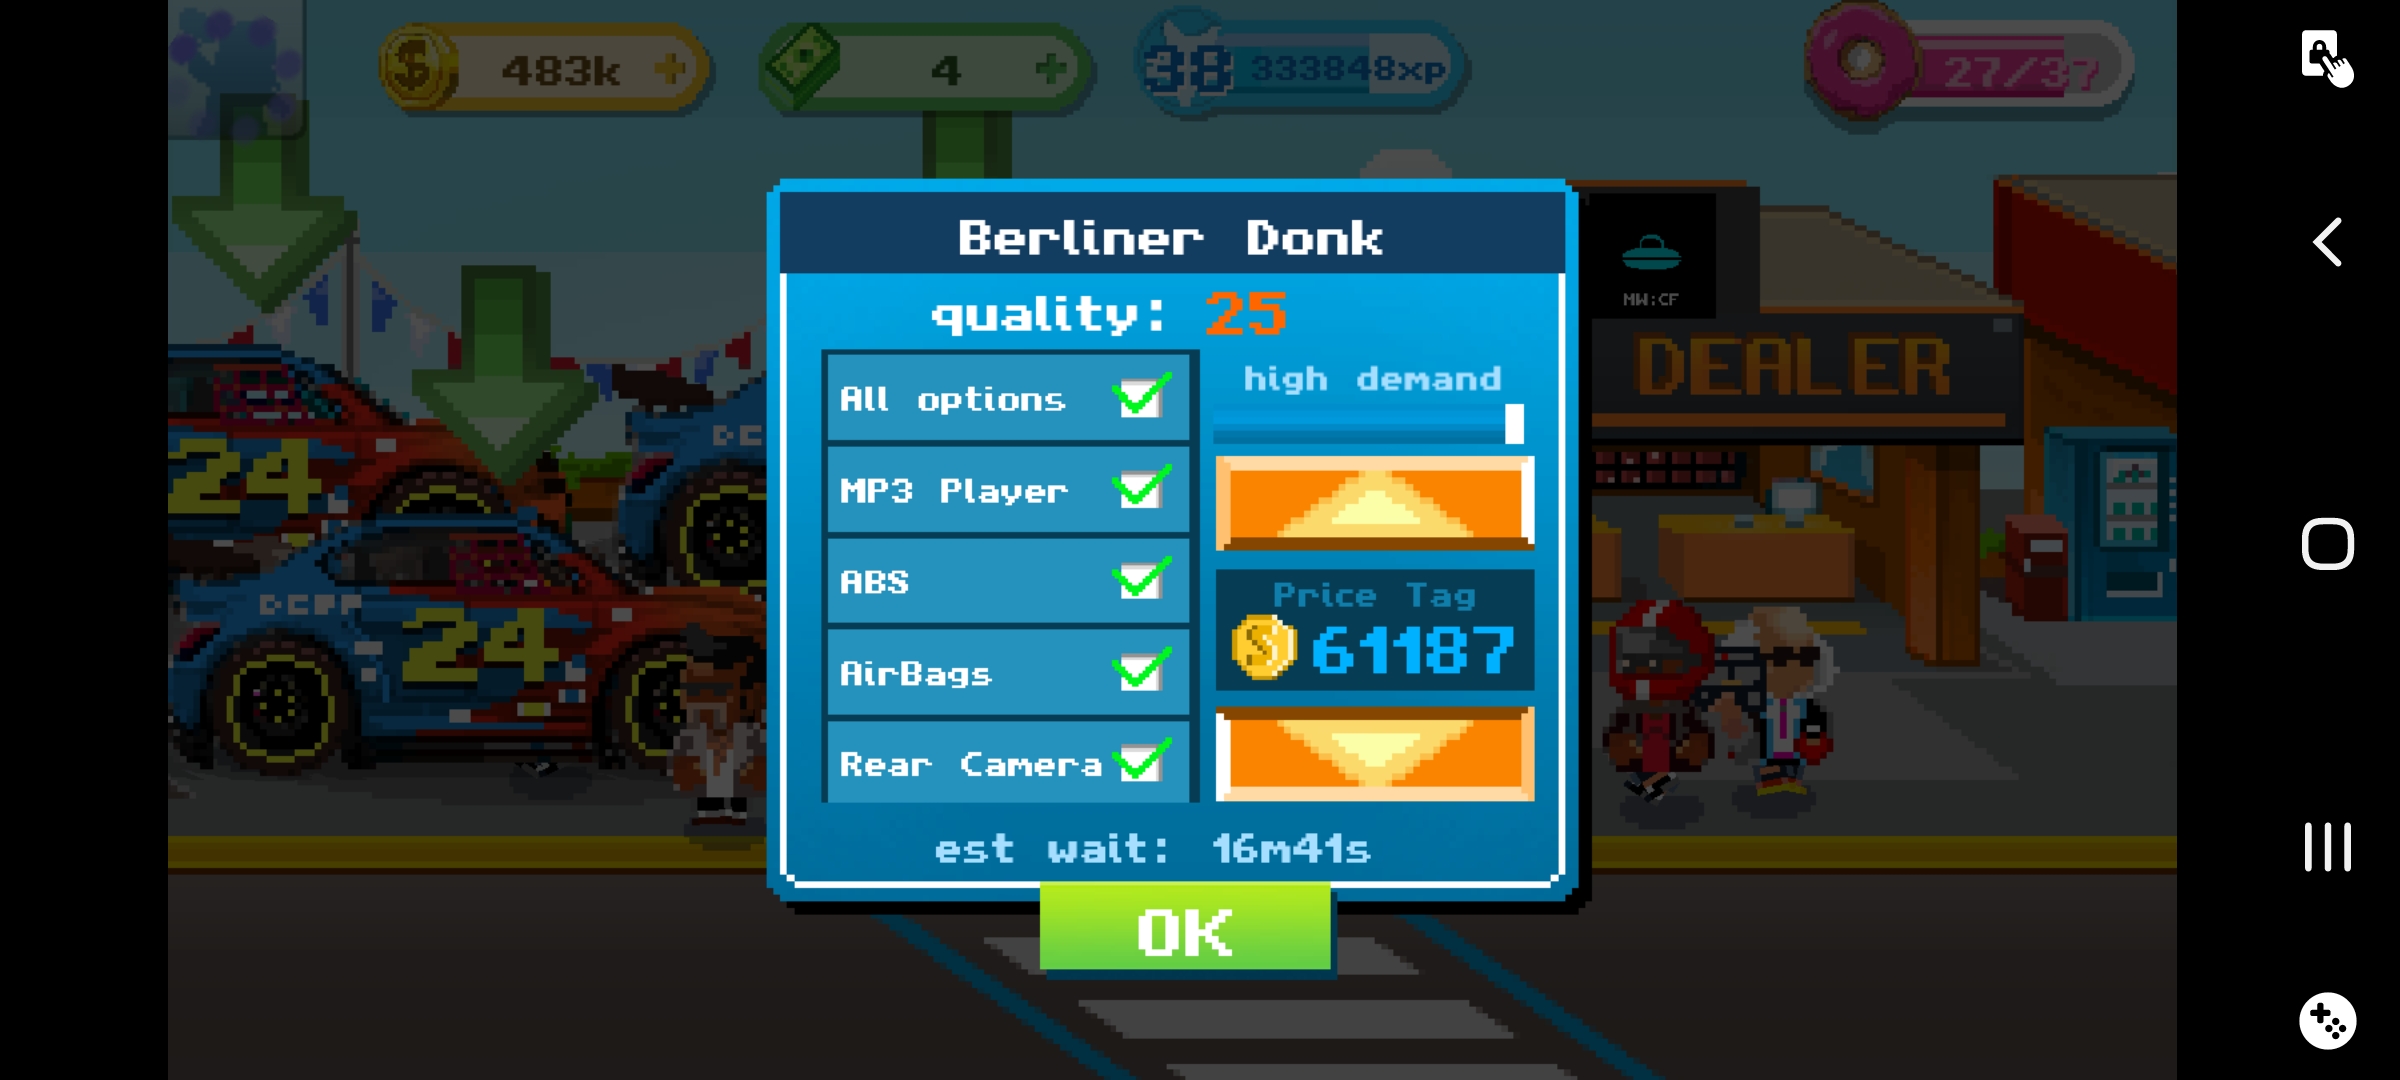 483k
4
38
333848xp
27/37
Berliner Donk
quality: 25
All options
MP3 Player
ABS
AirBags
Rear Camera
high demand
Price Tag
61187
est wait: 16m41s
OK
MW:CF
DEALER
24
24